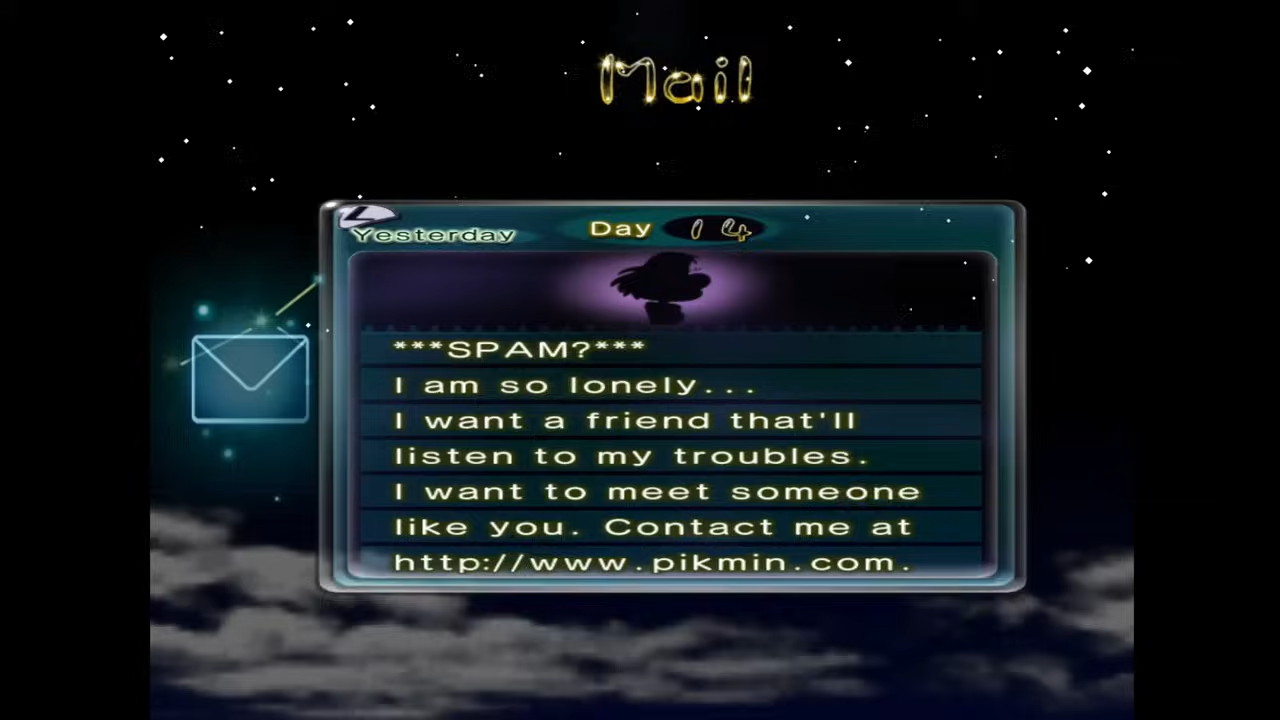 Mail
L
Yesterday
Day 14
***SPAM?***
I am so lonely...
I want a friend that'll
listen to my troubles.
I want to meet someone
like you. Contact me at
http://www.pikmin.com.